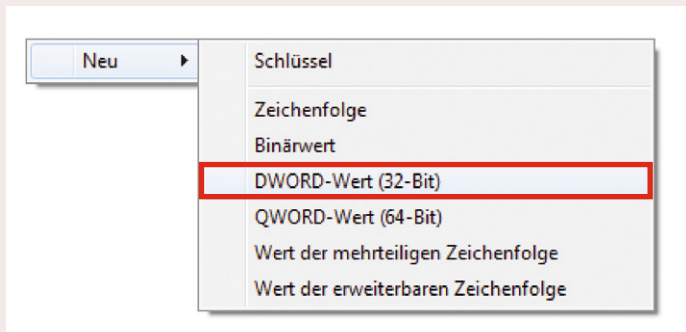 Neu
Schlüssel
Zeichenfolge
Binärwert
DWORD-Wert (32-Bit)
QWORD-Wert (64-Bit)
Wert der mehrteiligen Zeichenfolge
Wert der erweiterbaren Zeichenfolge